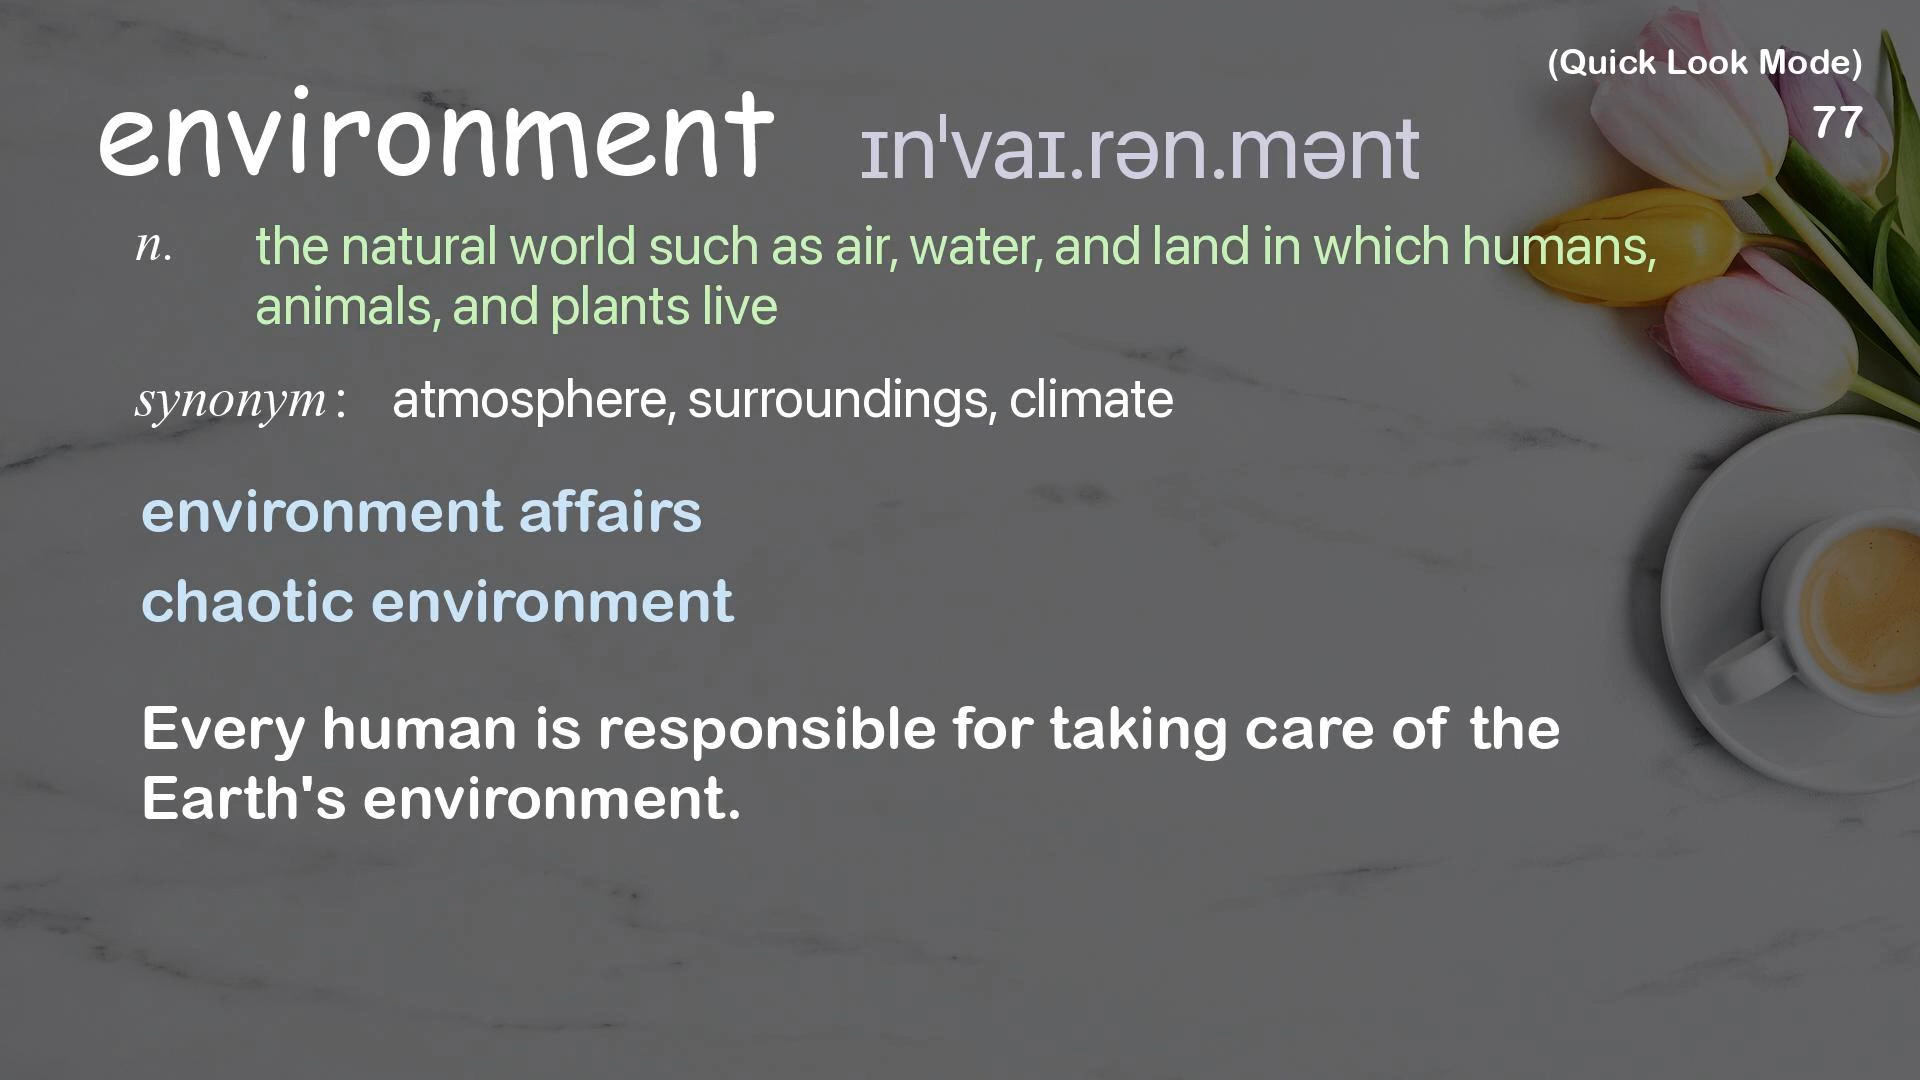 (Quick Look Mode)
77
environment ɪnˈvaɪ.rən.mənt
n. the natural world such as air, water, and land in which humans,
animals, and plants live
synonym: atmosphere, surroundings, climate
environment affairs
chaotic environment
Every human is responsible for taking care of the
Earth's environment.